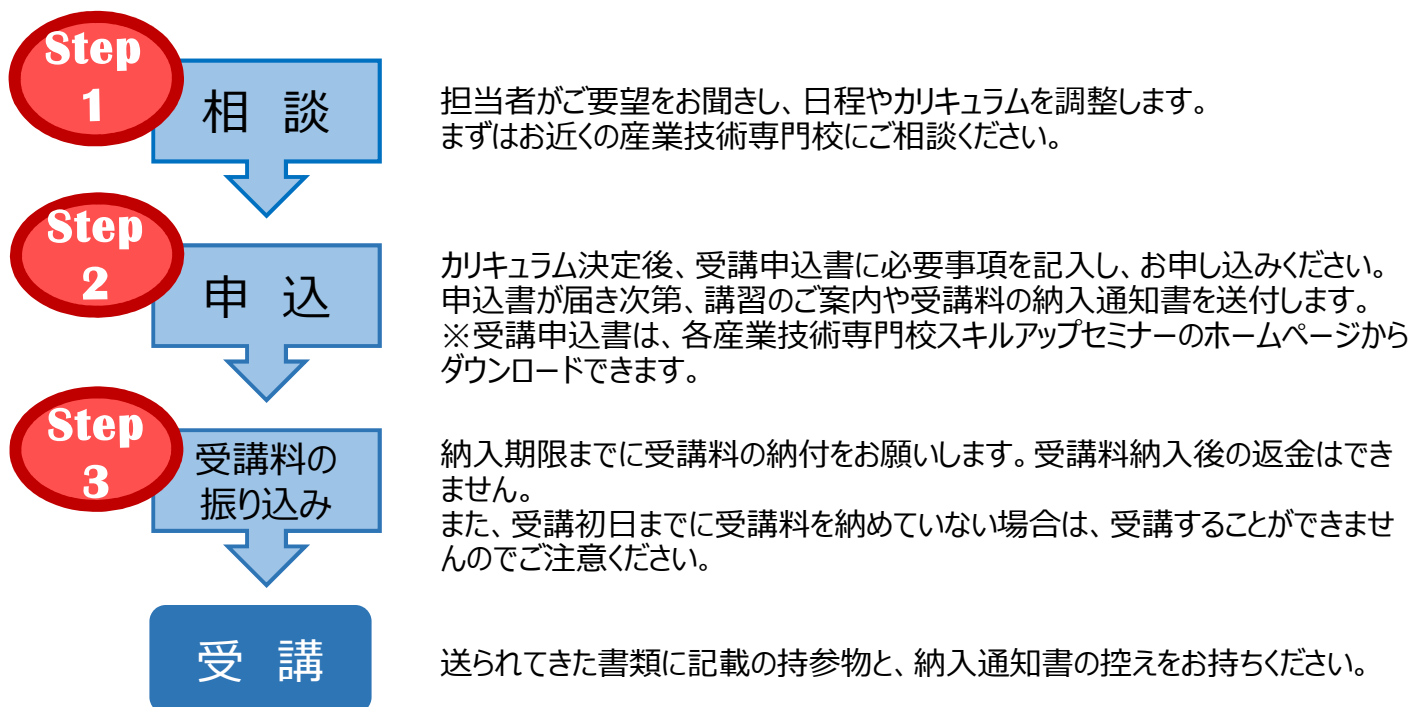 Step
1
相 談
担当者がご要望をお聞きし、日程やカリキュラムを調整します。
まずはお近くの産業技術専門校にご相談ください。
Step
2
申 込
カリキュラム決定後、受講申込書に必要事項を記入し、お申し込みください。
申込書が届き次第、講習のご案内や受講料の納入通知書を送付します。
※受講申込書は、各産業技術専門校スキルアップセミナーのホームページから
ダウンロードできます。
Step
3
受講料の
振り込み
納入期限までに受講料の納付をお願いします。受講料納入後の返金はでき
ません。
また、受講初日までに受講料を納めていない場合は、受講することができませ
んのでご注意ください。
受 講
送られてきた書類に記載の持参物と、納入通知書の控えをお持ちください。